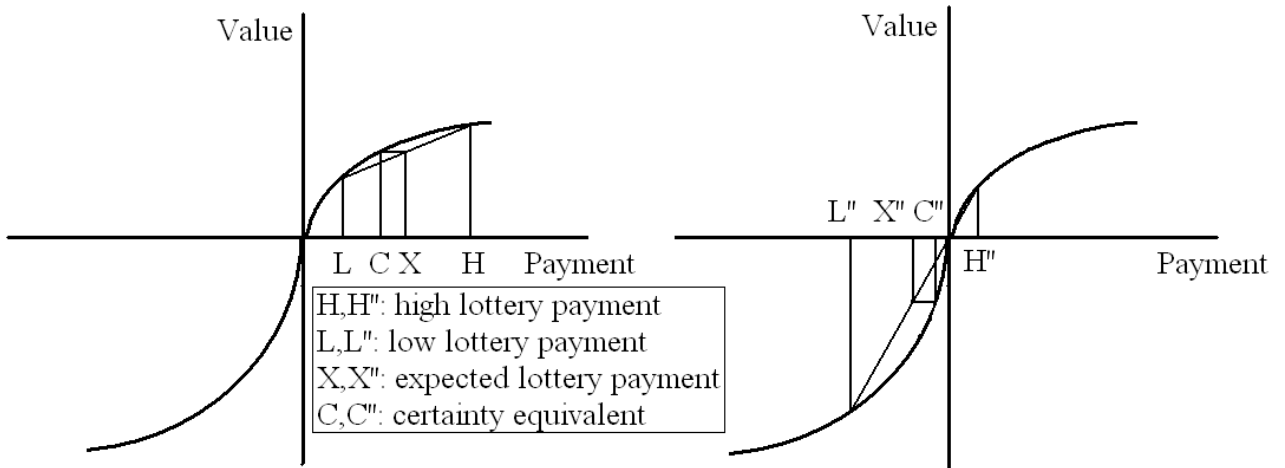 Value
L C X H Payment
H,H": high lottery payment
L,L": low lottery payment
X,X": expected lottery payment
C,C": certainty equivalent
Value
L" X" C"
H"
Payment